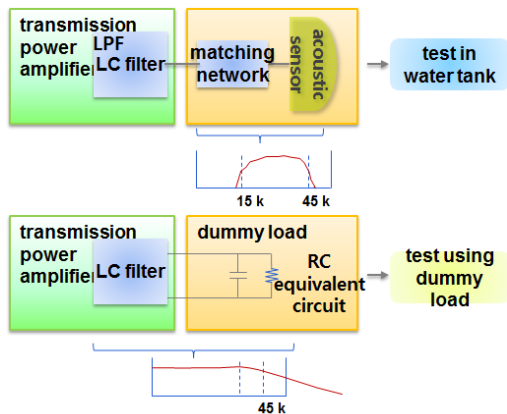 transmission
power
amplifier
LPF
LC filter
matching
network
acoustic
sensor
test in
water tank
15 k
45 k
transmission
power
amplifier
LC filter
dummy load
RC
equivalent
circuit
test using
dummy
load
45 k